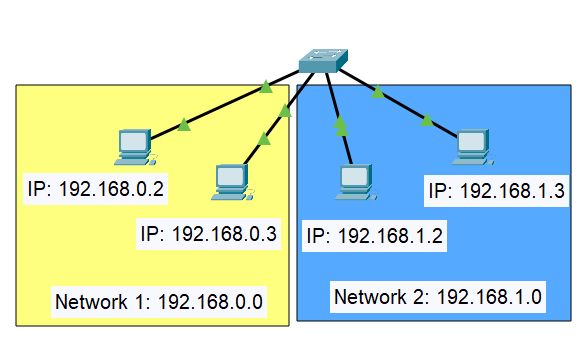 IP: 192.168.0.2
IP: 192.168.0.3
Network 1: 192.168.0.0
IP: 192.168.1.3
IP: 192.168.1.2
Network 2: 192.168.1.0